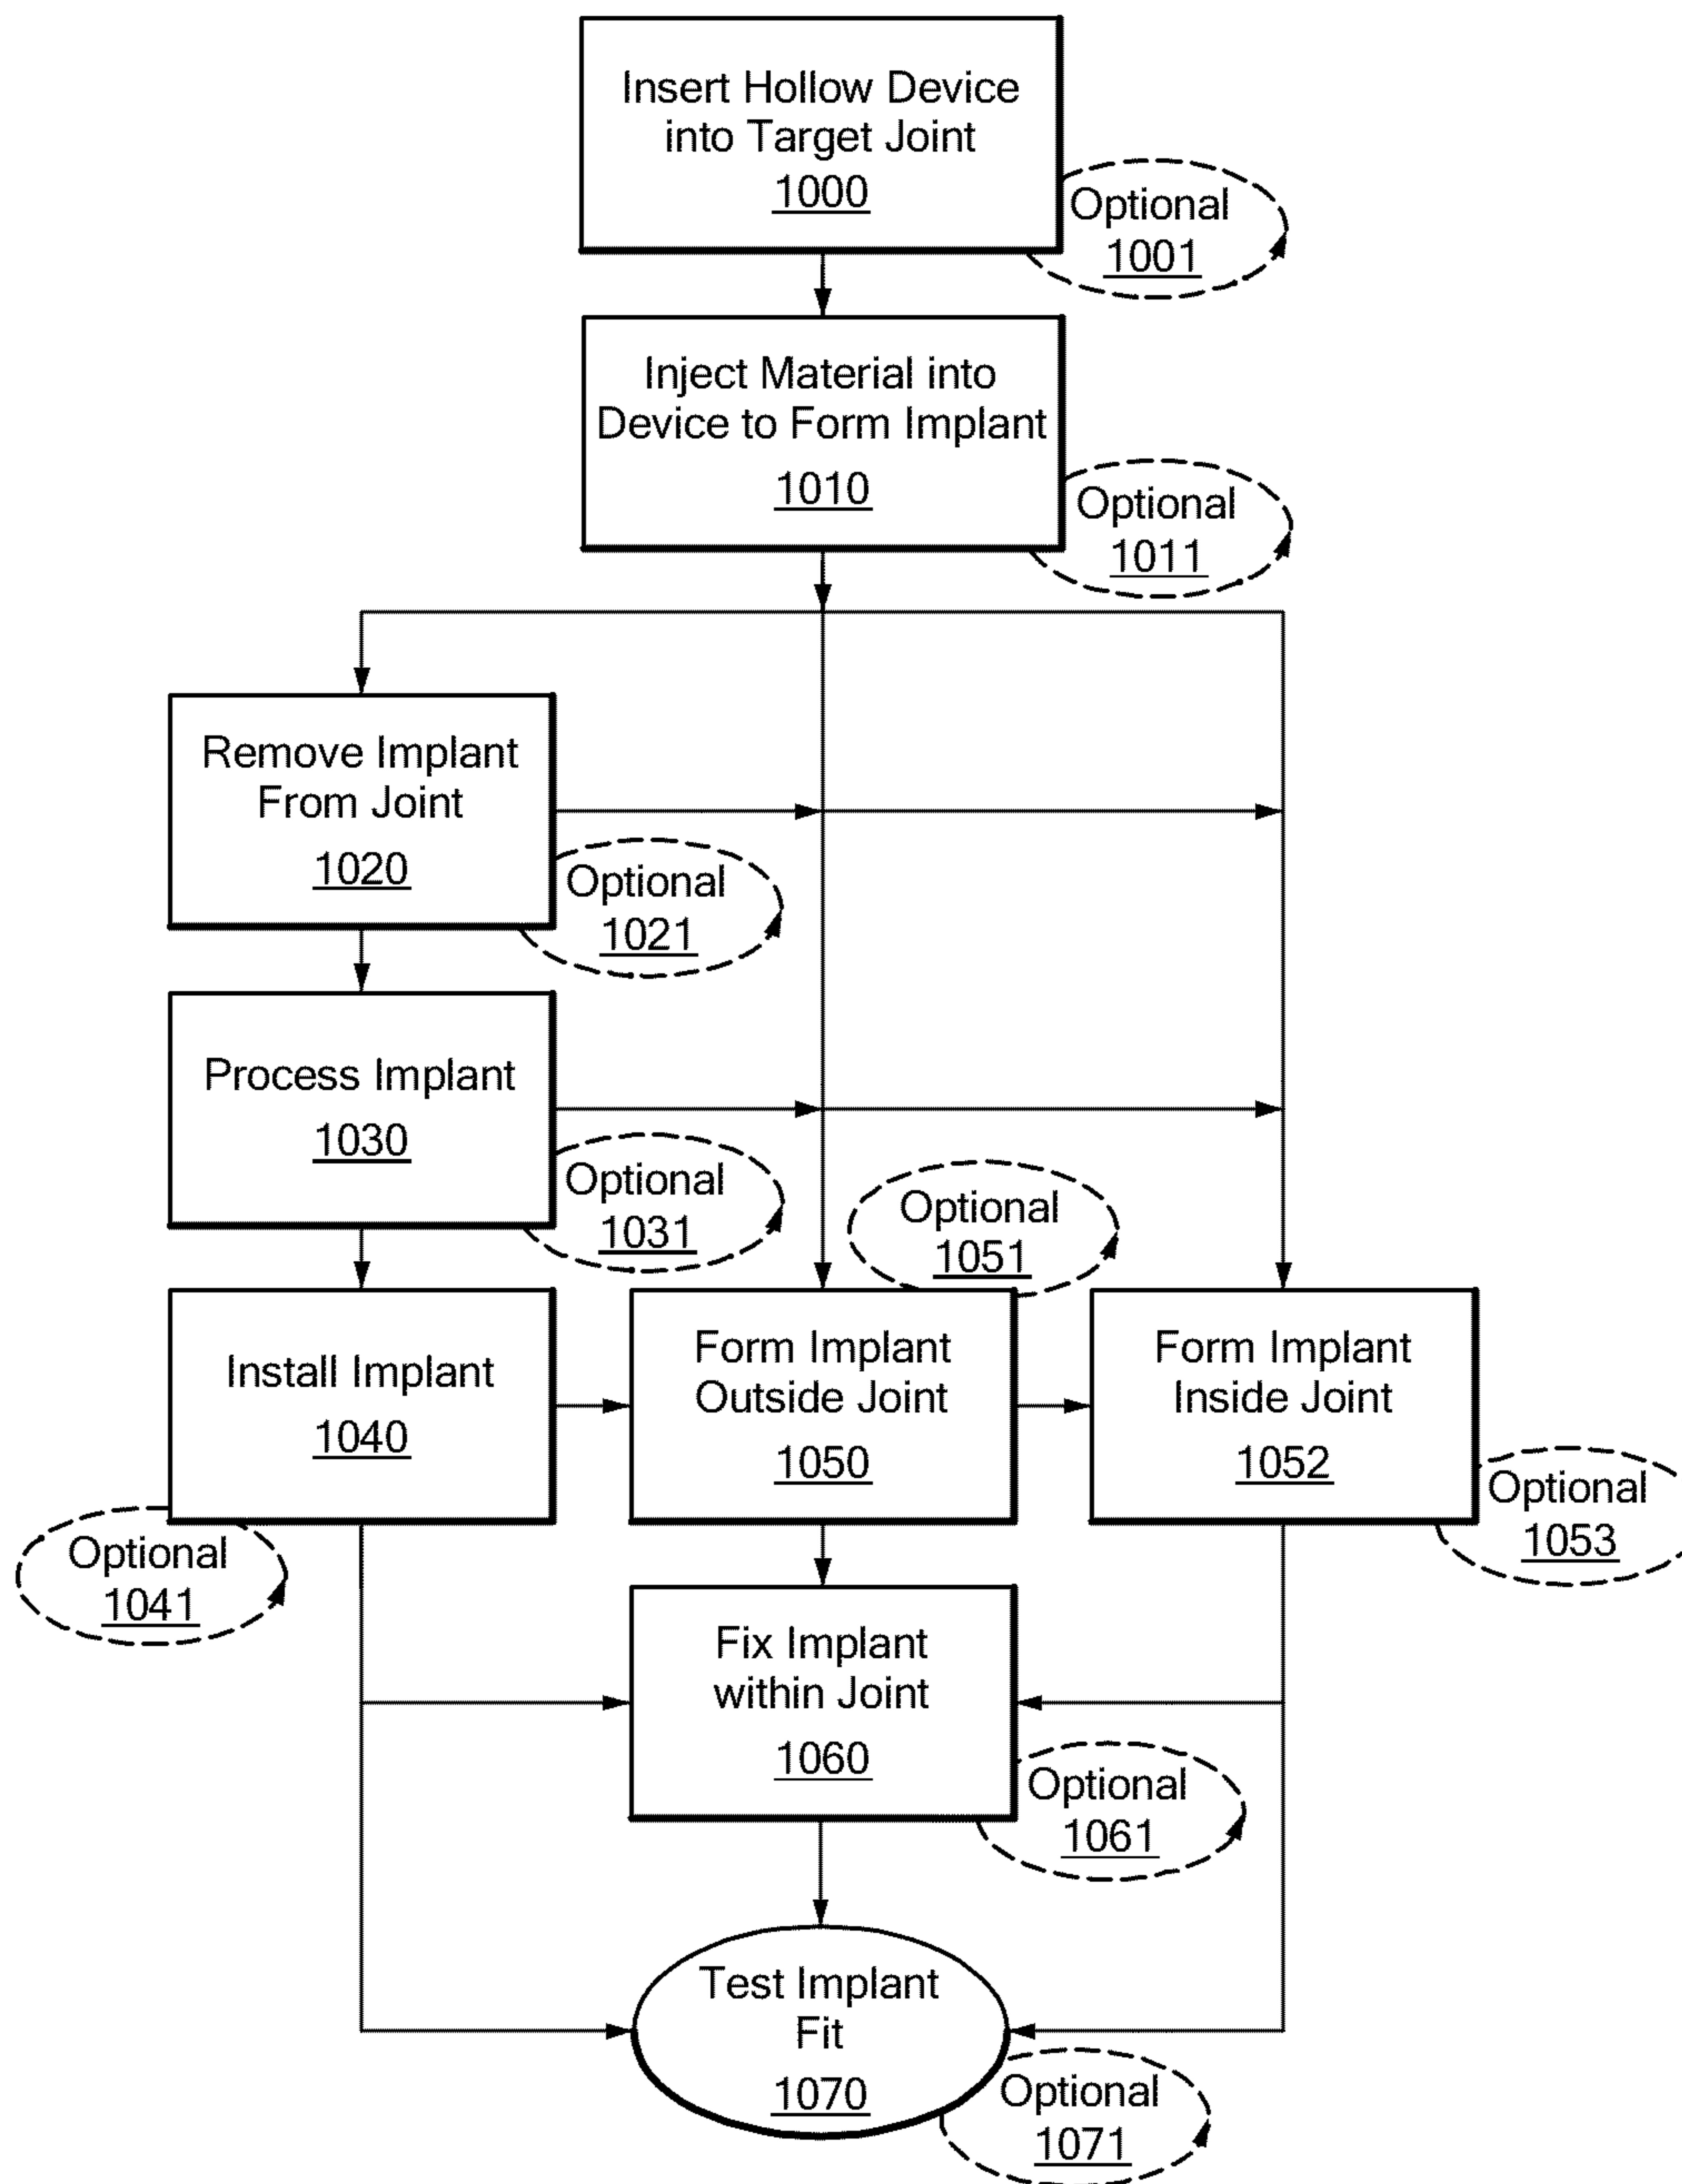 Insert Hollow Device
into Target Joint
1000
Optional
1001
Inject Material into
Device to Form Implant
1010
Optional
1011
Remove Implant
From Joint
1020
Optional
1021
Process Implant
1030
Optional
1031
Optional
1051
Install Implant
1040
Optional
1041
Form Implant
Outside Joint
1050
Form Implant
Inside Joint
1052
Optional
1053
Fix Implant
within Joint
1060
Optional
1061
Test Implant
Fit
1070
Optional
1071